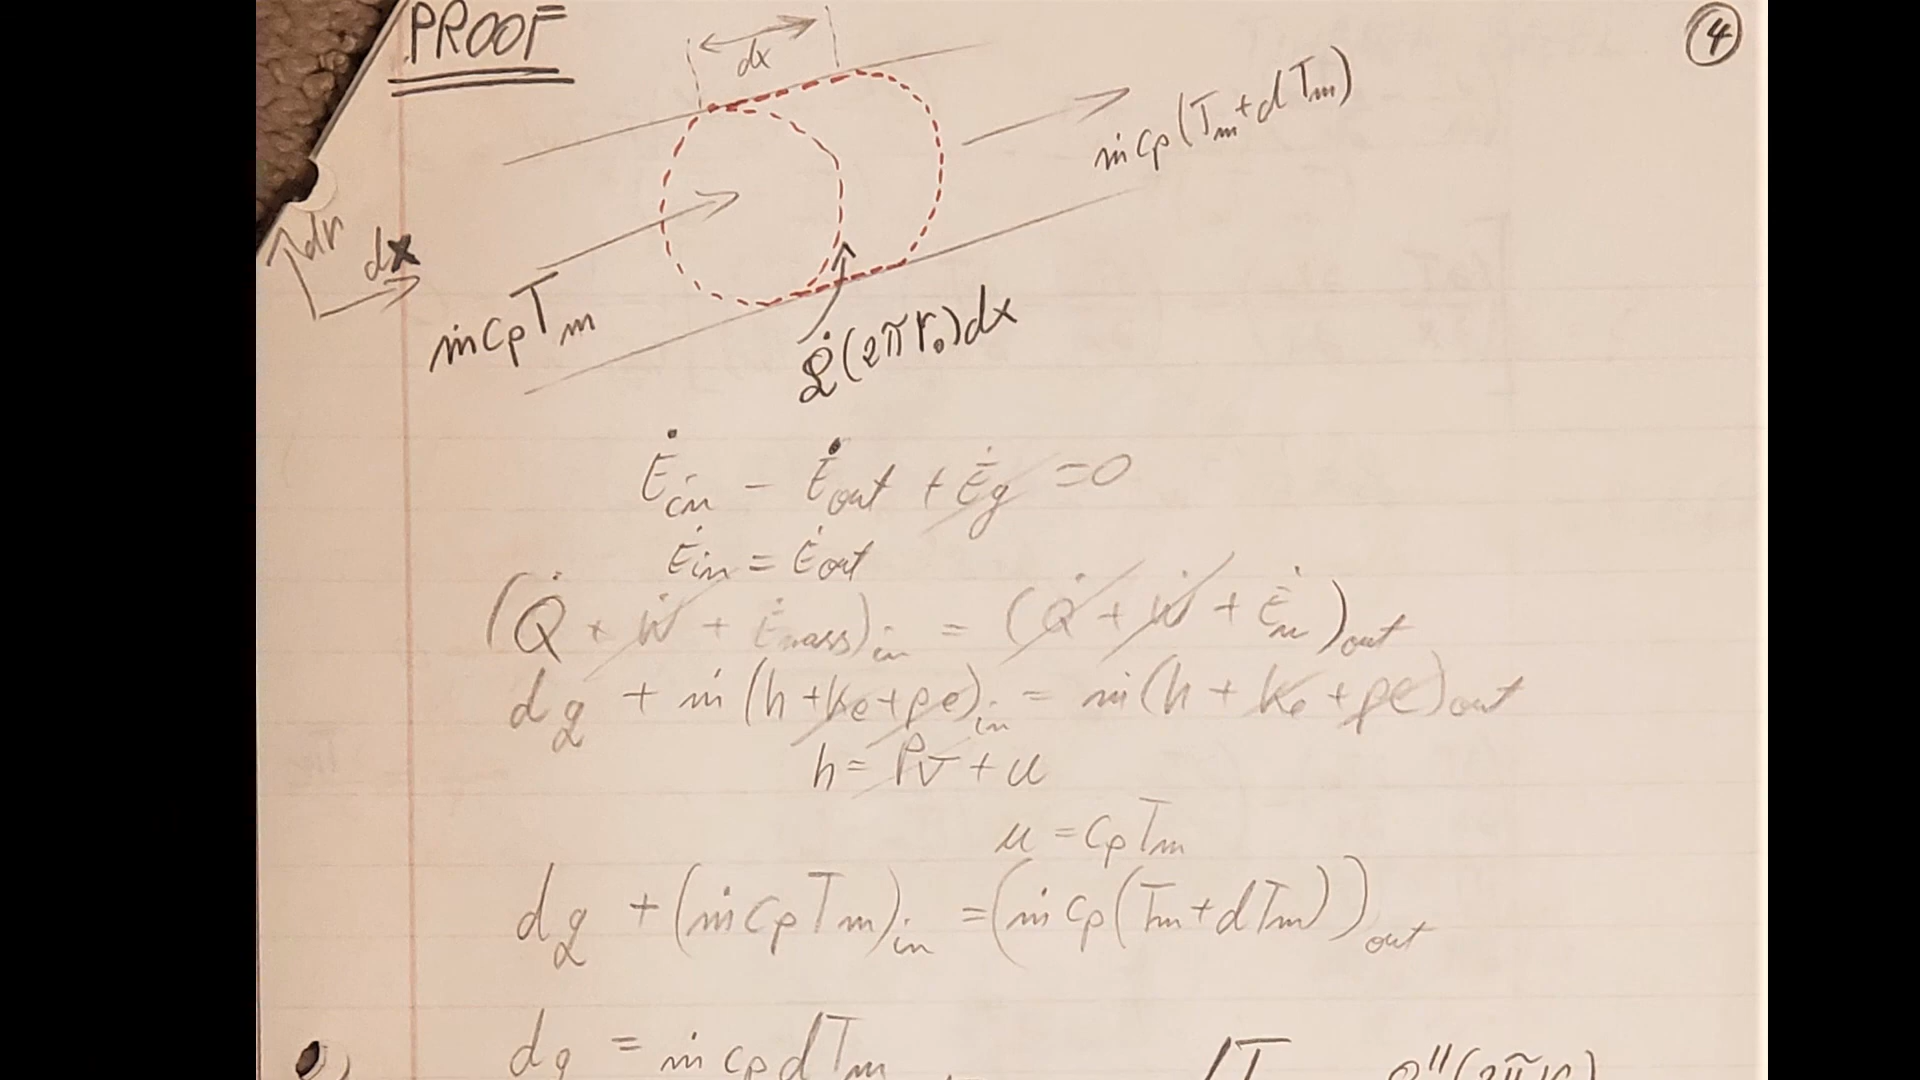 PROOF
④
dx
ṁcp(Tm+dTm)
dr
dx
ṁcpTm
q̇(2πr₀)dx
Ėin − Ėout + Ėg = 0
Ėin = Ėout
(Q̇ + Ẇ + Ėmass)in = (Q̇ + Ẇ + Ėm)out
dq + ṁ(h+ke+pe)in = ṁ(h+ke+pe)out
h = Pv + u
u = cpTm
dq + (ṁcpTm)in = (ṁcp(Tm+dTm))out
dq = ṁcpdTm